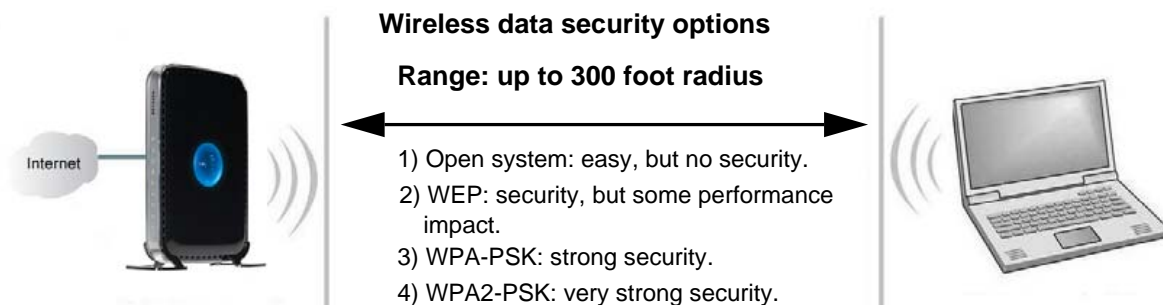 Wireless data security options
Range: up to 300 foot radius
Internet
1) Open system: easy, but no security.
2) WEP: security, but some performance
impact.
3) WPA-PSK: strong security.
4) WPA2-PSK: very strong security.